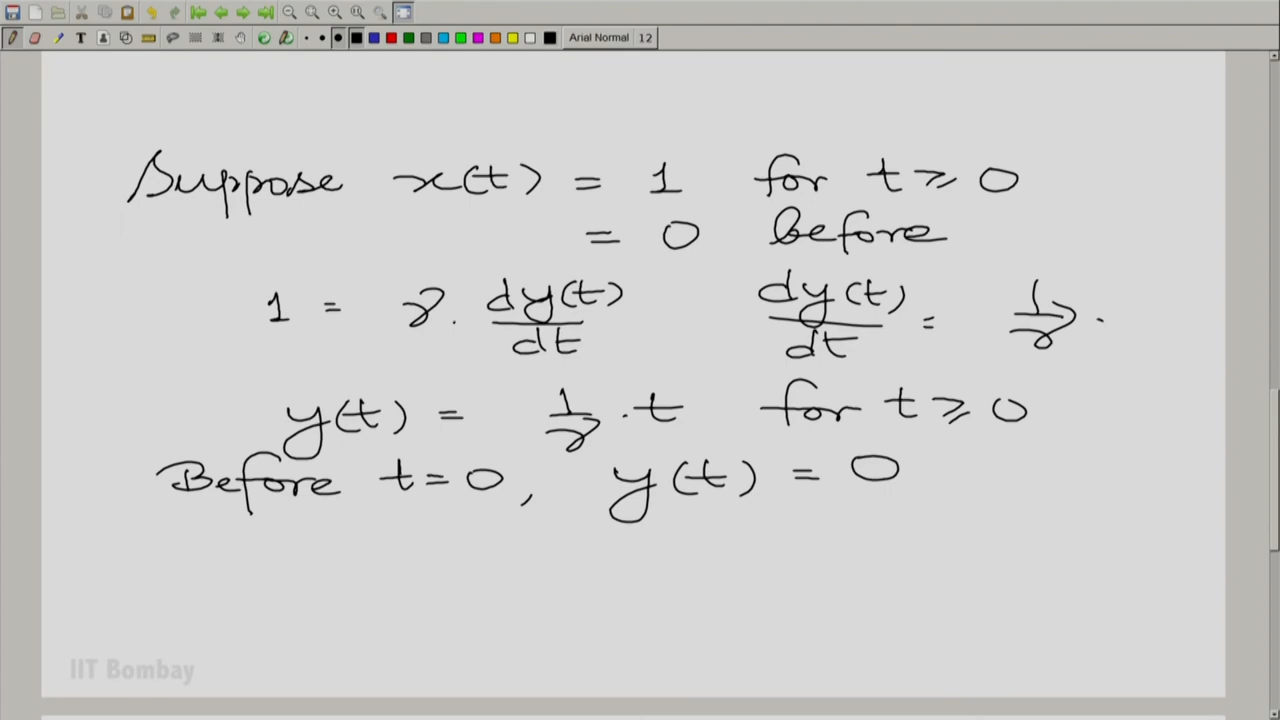 Arial Normal 12
Suppose x(t) = 1 for t ≥ 0
= 0 before
1 = γ. dy(t)/dt dy(t)/dt = 1/γ.
y(t) = 1/γ .t for t ≥ 0
Before t=0, y(t) = 0
IIT Bombay